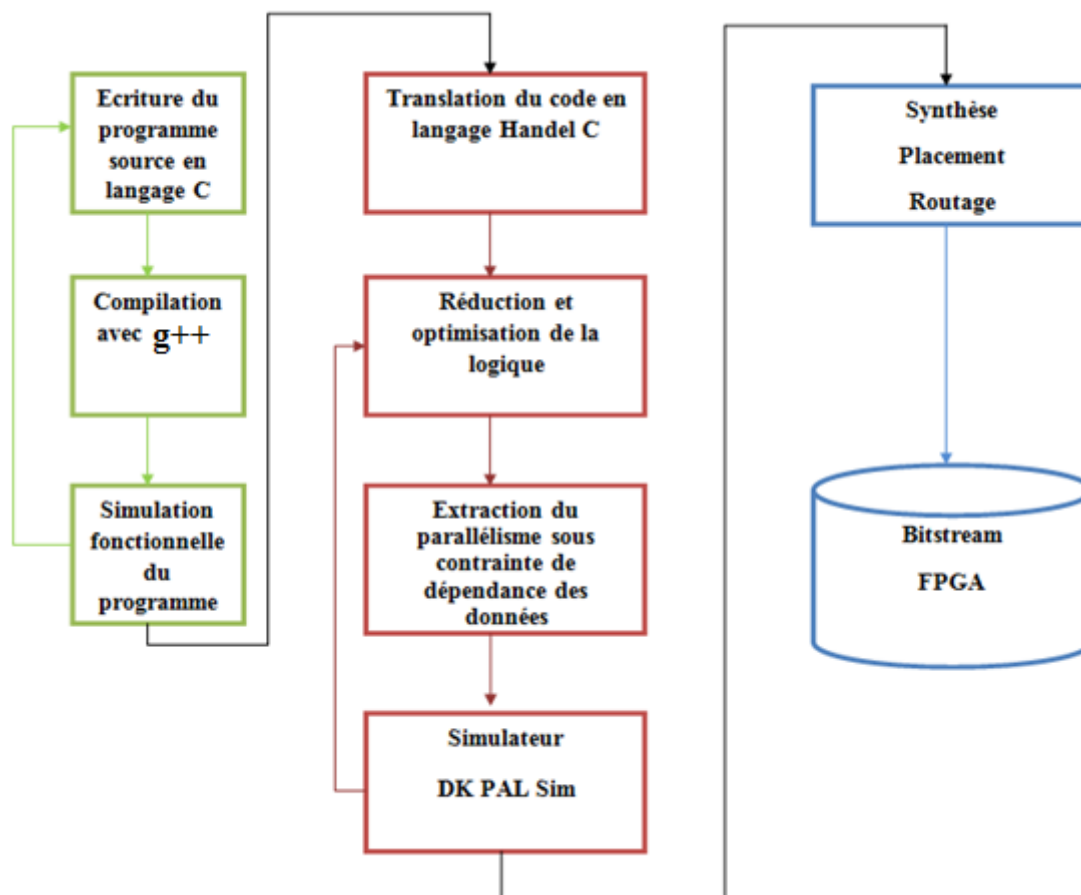 Ecriture du
programme
source en
langage C
Compilation
avec g++
Simulation
fonctionnelle
du
programme
Translation du code en
langage Handel C
Réduction et
optimisation de la
logique
Extraction du
parallélisme sous
contrainte de
dépendance des
données
Simulateur
DK PAL Sim
Synthèse
Placement
Routage
Bitstream
FPGA